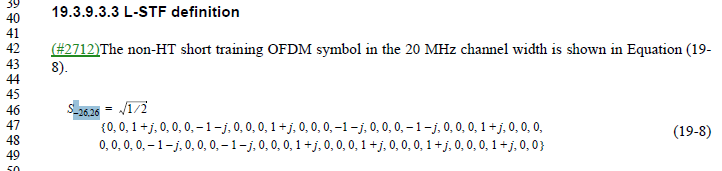 39
40 19.3.9.3.3 L-STF definition
41
42 (#2712)The non-HT short training OFDM symbol in the 20 MHz channel width is shown in Equation (19-
43 8).
44
45
46 S–26,26 = √1/2
47 {0, 0, 1 + j, 0, 0, 0, – 1 – j, 0, 0, 0, 1 + j, 0, 0, 0, –1 – j, 0, 0, 0, – 1 – j, 0, 0, 0, 1 + j, 0, 0, 0,
(19-8)
48 0, 0, 0, 0, – 1 – j, 0, 0, 0, – 1 – j, 0, 0, 0, 1 + j, 0, 0, 0, 1 + j, 0, 0, 0, 1 + j, 0, 0, 0, 1 + j, 0, 0}
49
50